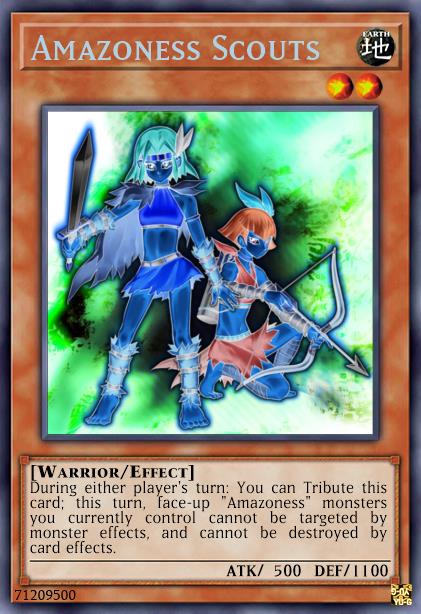 Amazoness Scouts
EARTH
地
[Warrior/Effect]
During either player's turn: You can Tribute this
card; this turn, face-up "Amazoness" monsters
you currently control cannot be targeted by
monster effects, and cannot be destroyed by
card effects.
ATK/ 500 DEF/1100
71209500